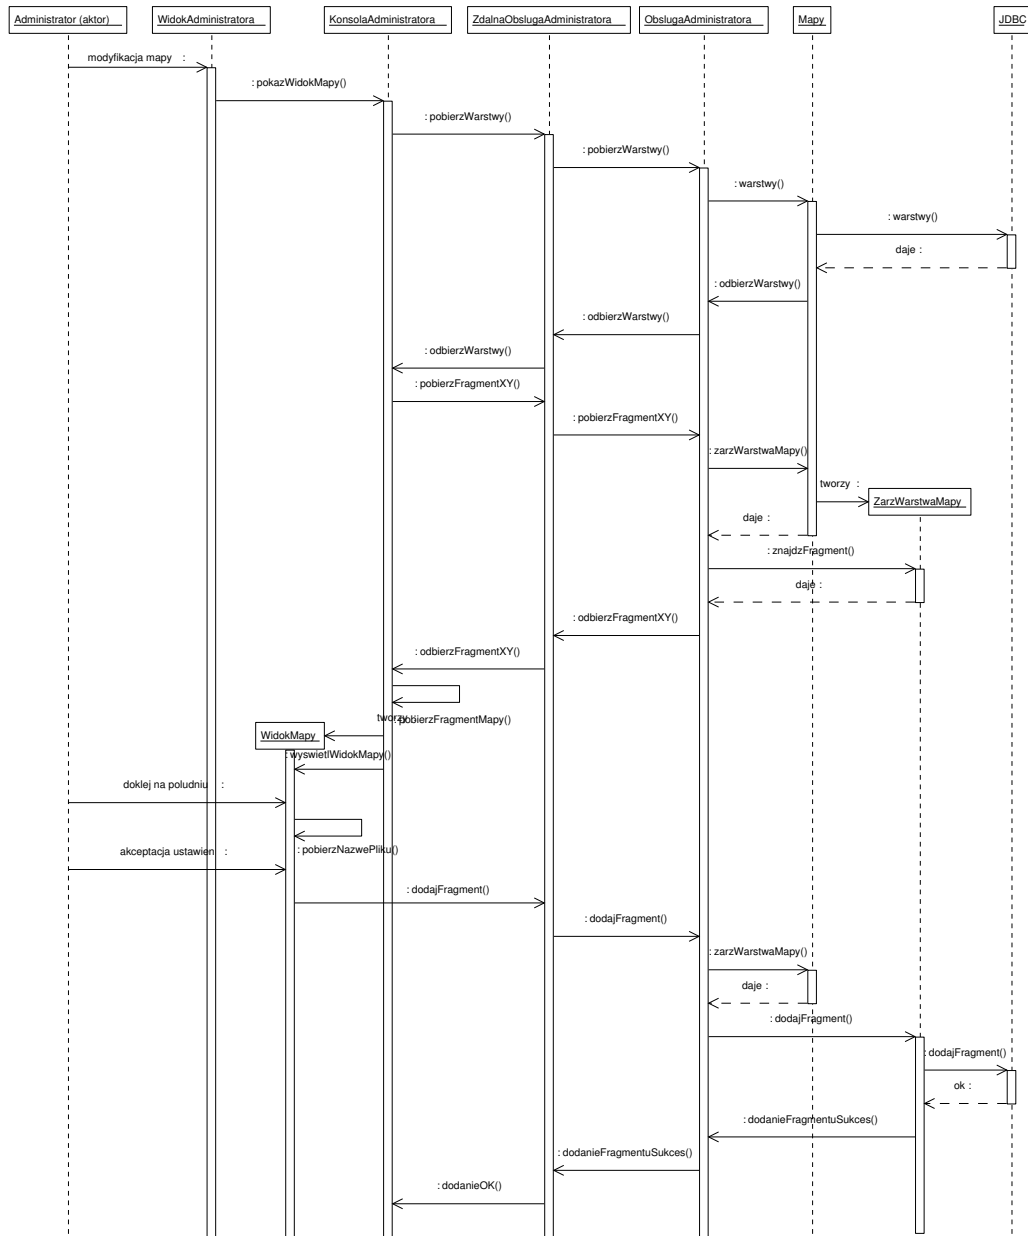 Administrator (aktor)
WidokAdministratora
KonsolaAdministratora
ZdalnaObslugaAdministratora
ObslugaAdministratora
Mapy
JDBC
modyfikacja mapy :
: pokazWidokMapy()
: pobierzWarstwy()
: pobierzWarstwy()
: warstwy()
: warstwy()
daje :
: odbierzWarstwy()
: odbierzWarstwy()
: odbierzWarstwy()
: pobierzFragmentXY()
: pobierzFragmentXY()
: zarzWarstwaMapy()
tworzy :
ZarzWarstwaMapy
daje :
: znajdzFragment()
daje :
: odbierzFragmentXY()
: odbierzFragmentXY()
: pobierzFragmentMapy()
tworzy :
WidokMapy
: wyswietlWidokMapy()
doklej na poludniu :
: pobierzNazwePliku()
akceptacja ustawien :
: dodajFragment()
: dodajFragment()
: zarzWarstwaMapy()
daje :
: dodajFragment()
: dodajFragment()
ok :
: dodanieFragmentuSukces()
: dodanieFragmentuSukces()
: dodanieOK()